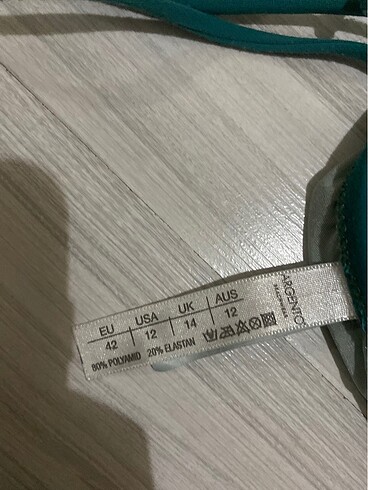 EU USA UK AUS
42 12 14 12
80% POLYAMID 20% ELASTAN
ARGENTO